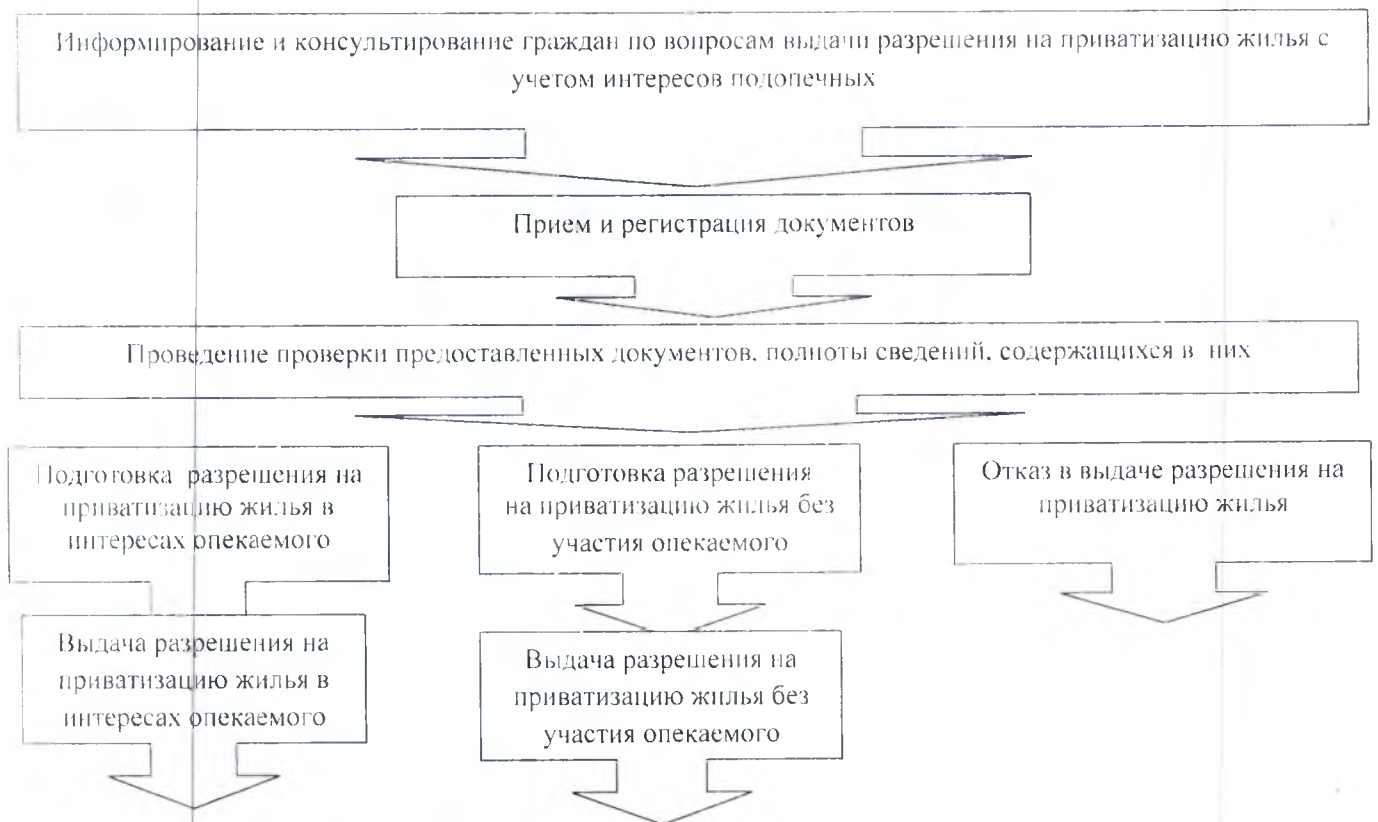 Информирование и консультирование граждан по вопросам выдачи разрешения на приватизацию жилья с
учетом интересов подопечных
Прием и регистрация документов
Проведение проверки предоставленных документов, полноты сведений, содержащихся в них
Подготовка разрешения на
приватизацию жилья в
интересах опекаемого
Подготовка разрешения
на приватизацию жилья без
участия опекаемого
Отказ в выдаче разрешения на
приватизацию жилья
Выдача разрешения на
приватизацию жилья в
интересах опекаемого
Выдача разрешения на
приватизацию жилья без
участия опекаемого